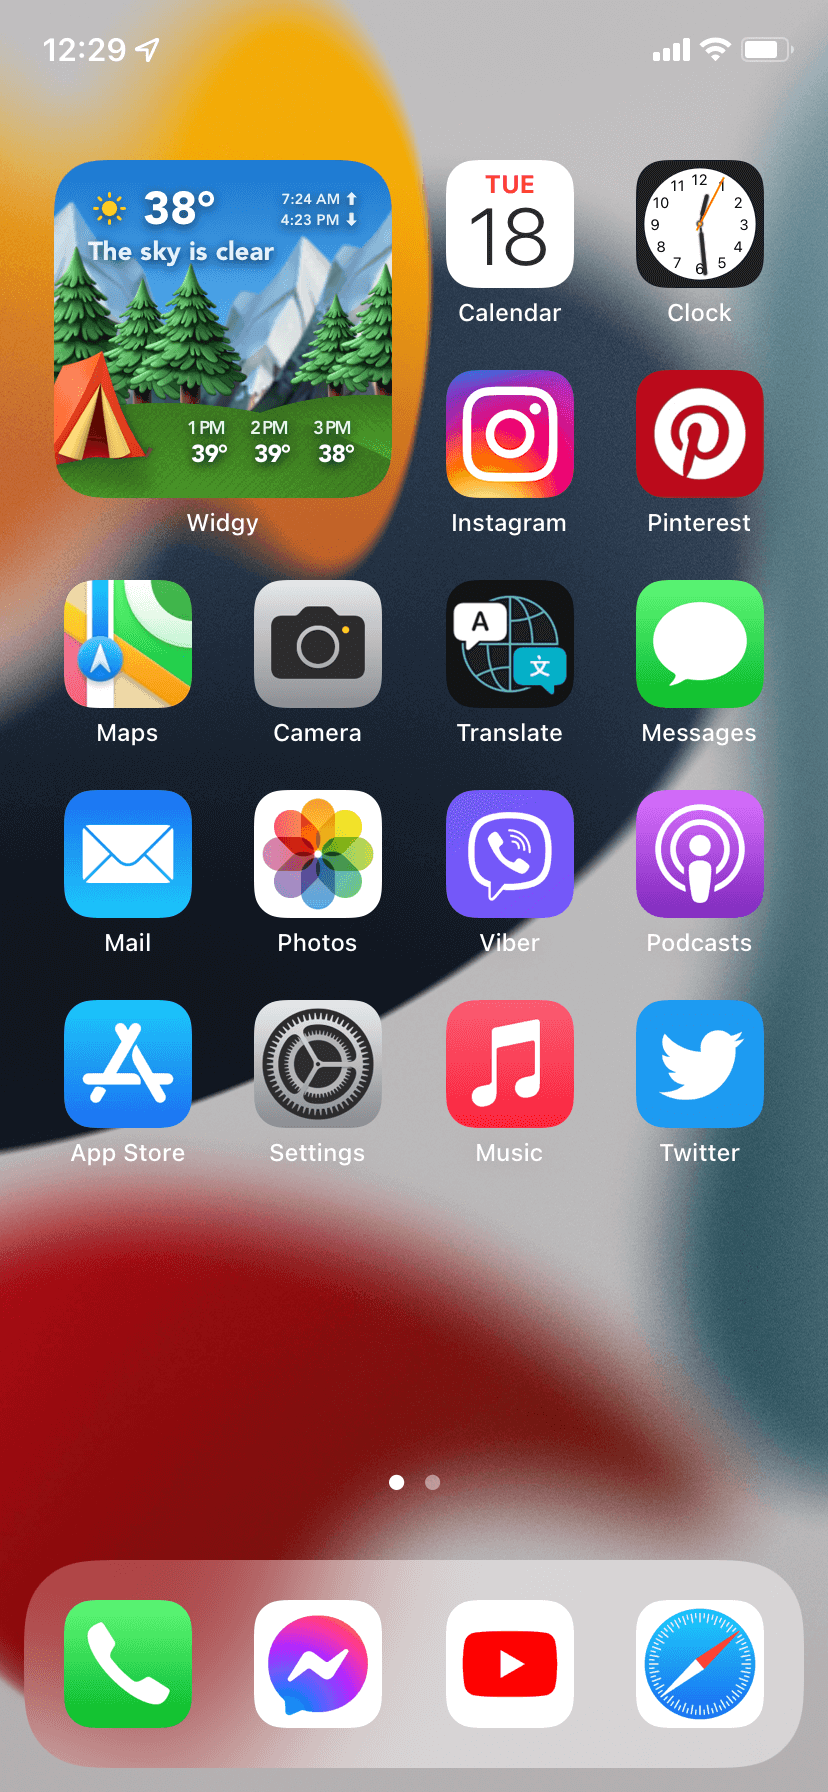 12:29
38°
7:24 AM
4:23 PM
The sky is clear
1 PM 2 PM 3 PM
39° 39° 38°
Widgy
TUE
18
Calendar
12
1
2
3
4
5
6
7
8
9
10
11
Clock
Instagram
Pinterest
Maps
Camera
A
文
Translate
Messages
Mail
Photos
Viber
Podcasts
App Store
Settings
Music
Twitter